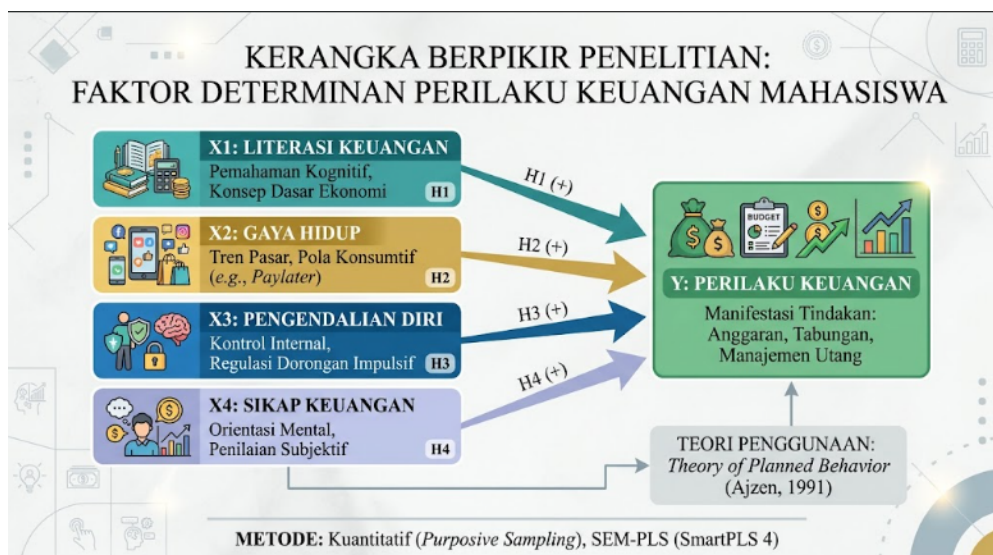 KERANGKA BERPIKIR PENELITIAN:
FAKTOR DETERMINAN PERILAKU KEUANGAN MAHASISWA
X1: LITERASI KEUANGAN
Pemahaman Kognitif,
Konsep Dasar Ekonomi
H1
X2: GAYA HIDUP
Tren Pasar, Pola Konsumtif
(e.g., Paylater)
H2
X3: PENGENDALIAN DIRI
Kontrol Internal,
Regulasi Dorongan Impulsif
H3
X4: SIKAP KEUANGAN
Orientasi Mental,
Penilaian Subjektif
H4
H1 (+)
H2 (+)
H3 (+)
H4 (+)
BUDGET
Y: PERILAKU KEUANGAN
Manifestasi Tindakan:
Anggaran, Tabungan,
Manajemen Utang
TEORI PENGGUNAAN:
Theory of Planned Behavior
(Ajzen, 1991)
METODE: Kuantitatif (Purposive Sampling), SEM-PLS (SmartPLS 4)